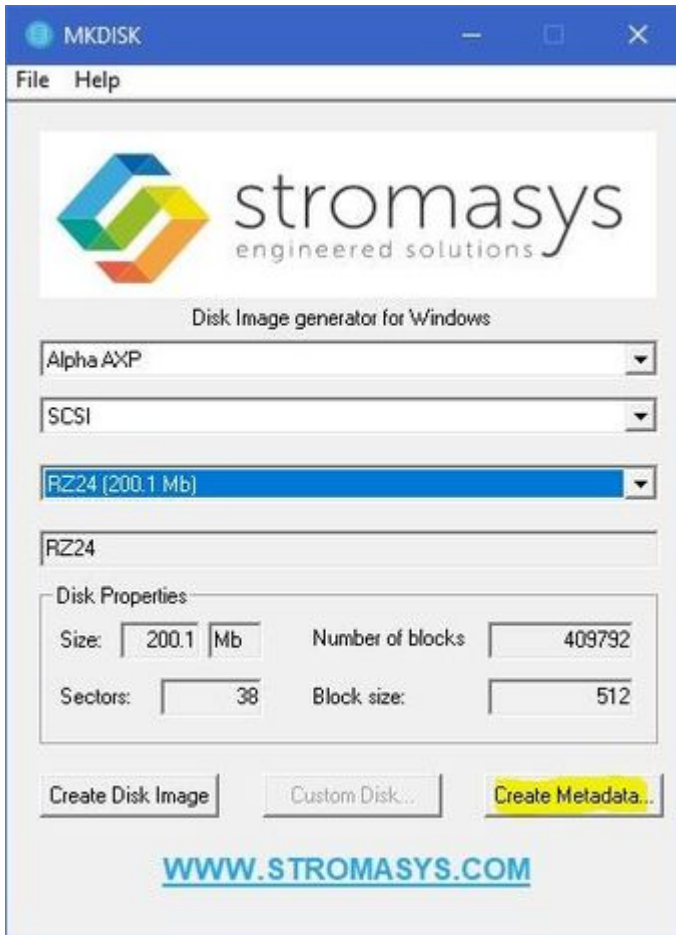 MKDISK
File Help
stromasys
engineered solutions
Disk Image generator for Windows
Alpha AXP
SCSI
RZ24 (200.1 Mb)
RZ24
Disk Properties
Size: 200.1 Mb Number of blocks 409792
Sectors: 38 Block size: 512
Create Disk Image Custom Disk... Create Metadata...
WWW.STROMASYS.COM